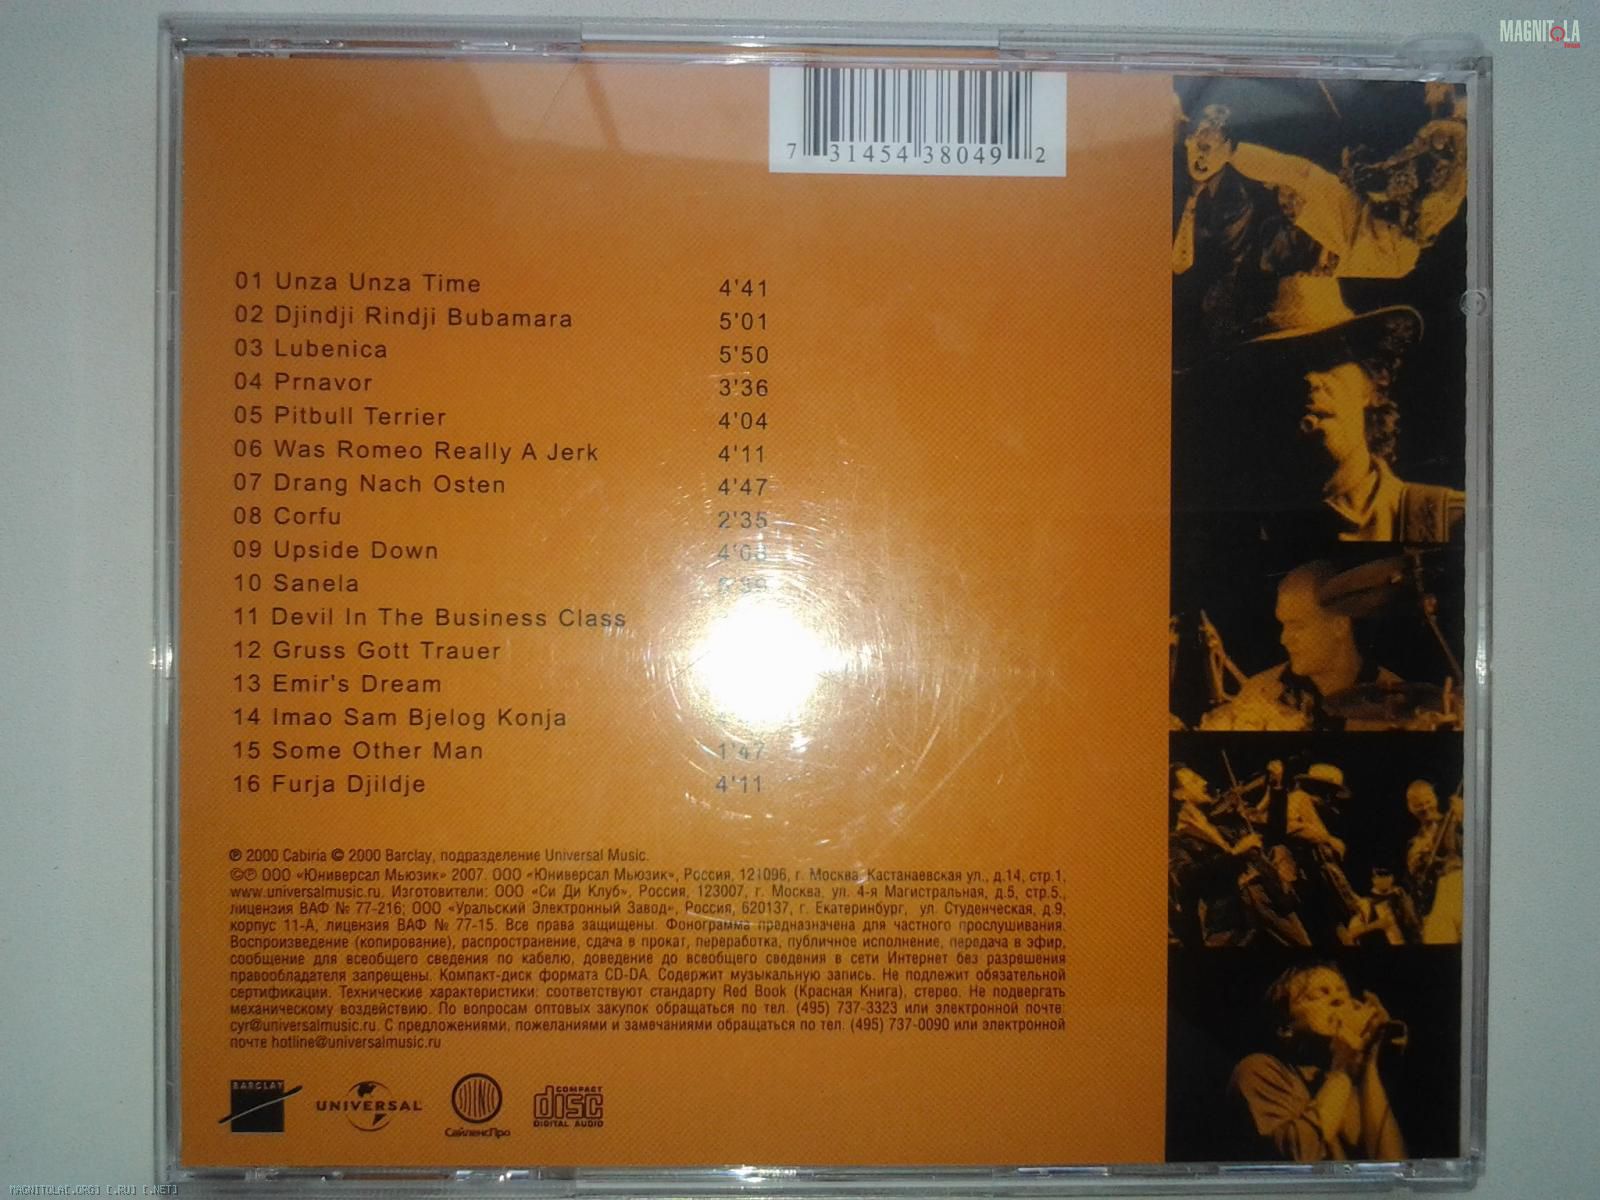 MAGNITOLA
7 31454 38049 2
01 Unza Unza Time 4'41
02 Djindji Rindji Bubamara 5'01
03 Lubenica 5'50
04 Prnavor 3'36
05 Pitbull Terrier 4'04
06 Was Romeo Really A Jerk 4'11
07 Drang Nach Osten 4'47
08 Corfu 2'35
09 Upside Down
10 Sanela
11 Devil In The Business Class
12 Gruss Gott Trauer
13 Emir's Dream
14 Imao Sam Bjelog Konja
15 Some Other Man 1'47
16 Furja Djildje 4'11
℗ 2000 Cabiria © 2000 Barclay, подразделение Universal Music.
©℗ ООО «Юниверсал Мьюзик» 2007. ООО «Юниверсал Мьюзик», Россия, 121096, г. Москва, Кастанаевская ул., д.14, стр.1,
www.universalmusic.ru. Изготовители: ООО «Си Ди Клуб», Россия, 123007, г. Москва, ул. 4-я Магистральная, д.5, стр.5.,
лицензия ВАФ № 77-216; ООО «Уральский Электронный Завод», Россия, 620137, г. Екатеринбург, ул. Студенческая, д.9,
корпус 11-А, лицензия ВАФ № 77-15. Все права защищены. Фонограмма предназначена для частного прослушивания.
Воспроизведение (копирование), распространение, сдача в прокат, переработка, публичное исполнение, передача в эфир,
сообщение для всеобщего сведения по кабелю, доведение до всеобщего сведения в сети Интернет без разрешения
правообладателя запрещены. Компакт-диск формата CD-DA. Содержит музыкальную запись. Не подлежит обязательной
сертификации. Технические характеристики: соответствуют стандарту Red Book (Красная Книга), стерео. Не подвергать
механическому воздействию. По вопросам оптовых закупок обращаться по тел. (495) 737-3323 или электронной почте:
cyr@universalmusic.ru. С предложениями, пожеланиями и замечаниями обращаться по тел. (495) 737-0090 или электронной
почте hotline@universalmusic.ru
BARCLAY
UNIVERSAL
СайленсПро
COMPACT
disc
DIGITAL AUDIO
MAGNITOLA[.ORG] [.RU] [.NET]